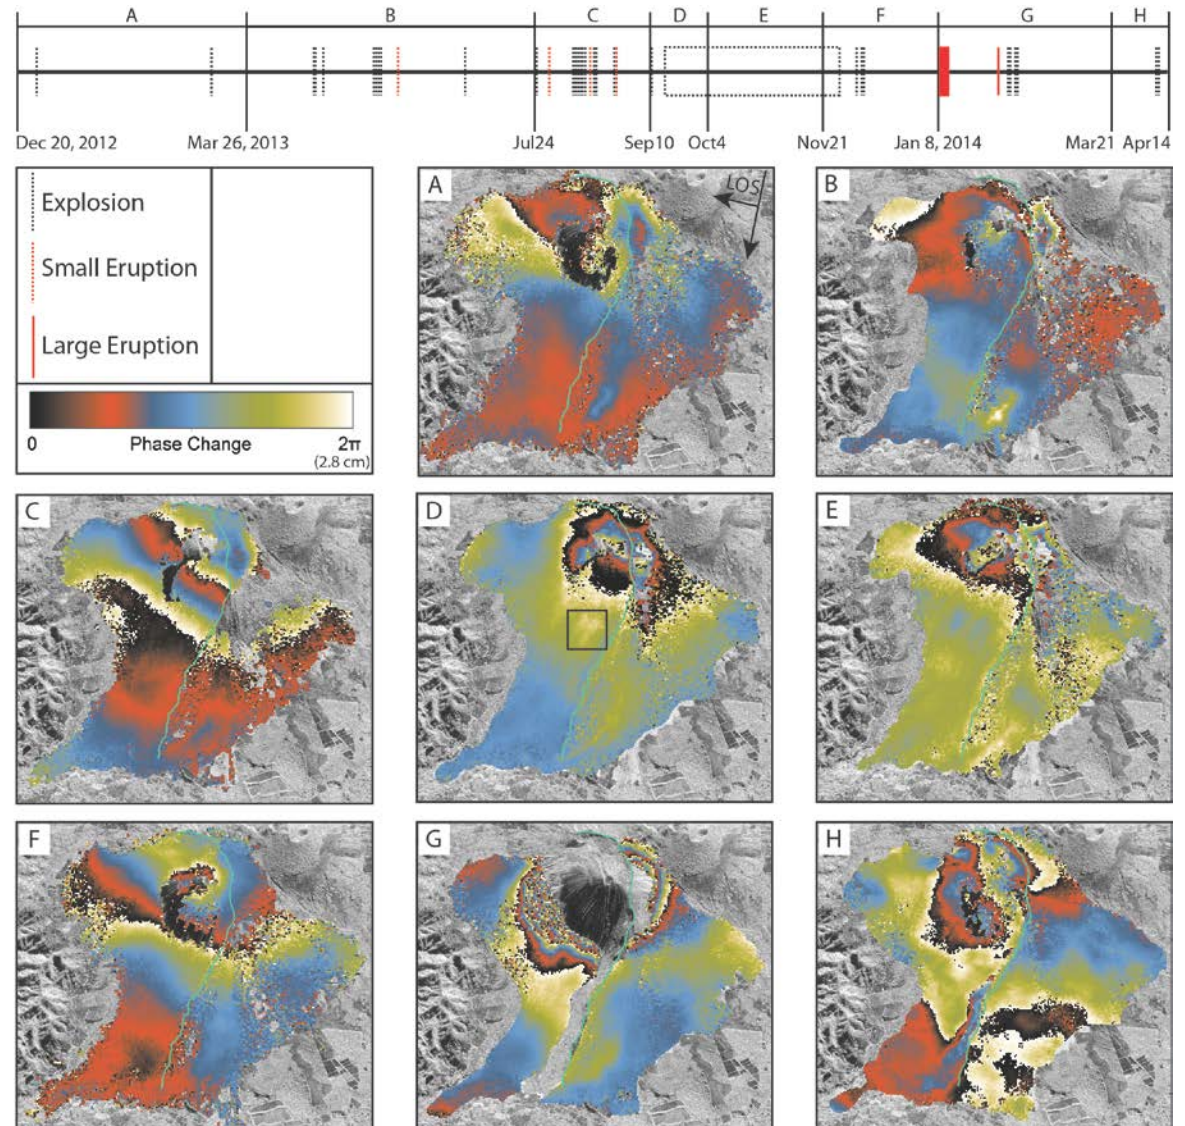 A B C D E F G H
Dec 20, 2012 Mar 26, 2013 Jul24 Sep10 Oct4 Nov21 Jan 8, 2014 Mar21 Apr14
Explosion
Small Eruption
Large Eruption
0 Phase Change 2π
(2.8 cm)
A LOS
B
C
D
E
F
G
H